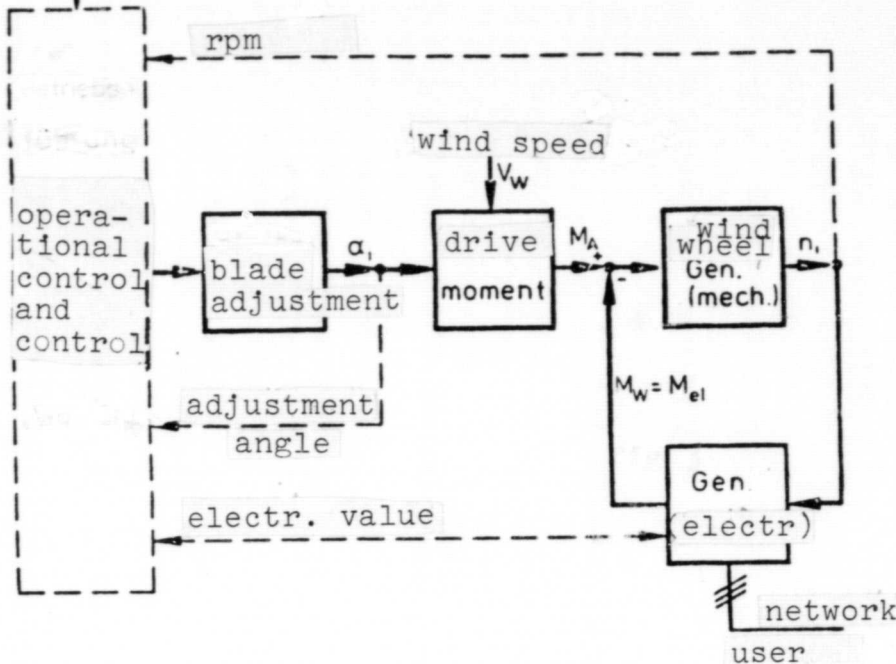 rpm
wind speed
V_W
opera-
tional
control
and
control
blade
adjustment
α₁
drive
moment
M_A
+
-
wind
wheel
Gen.
(mech.)
n₁
M_W = M_el
adjustment
angle
electr. value
Gen
(electr)
network
user